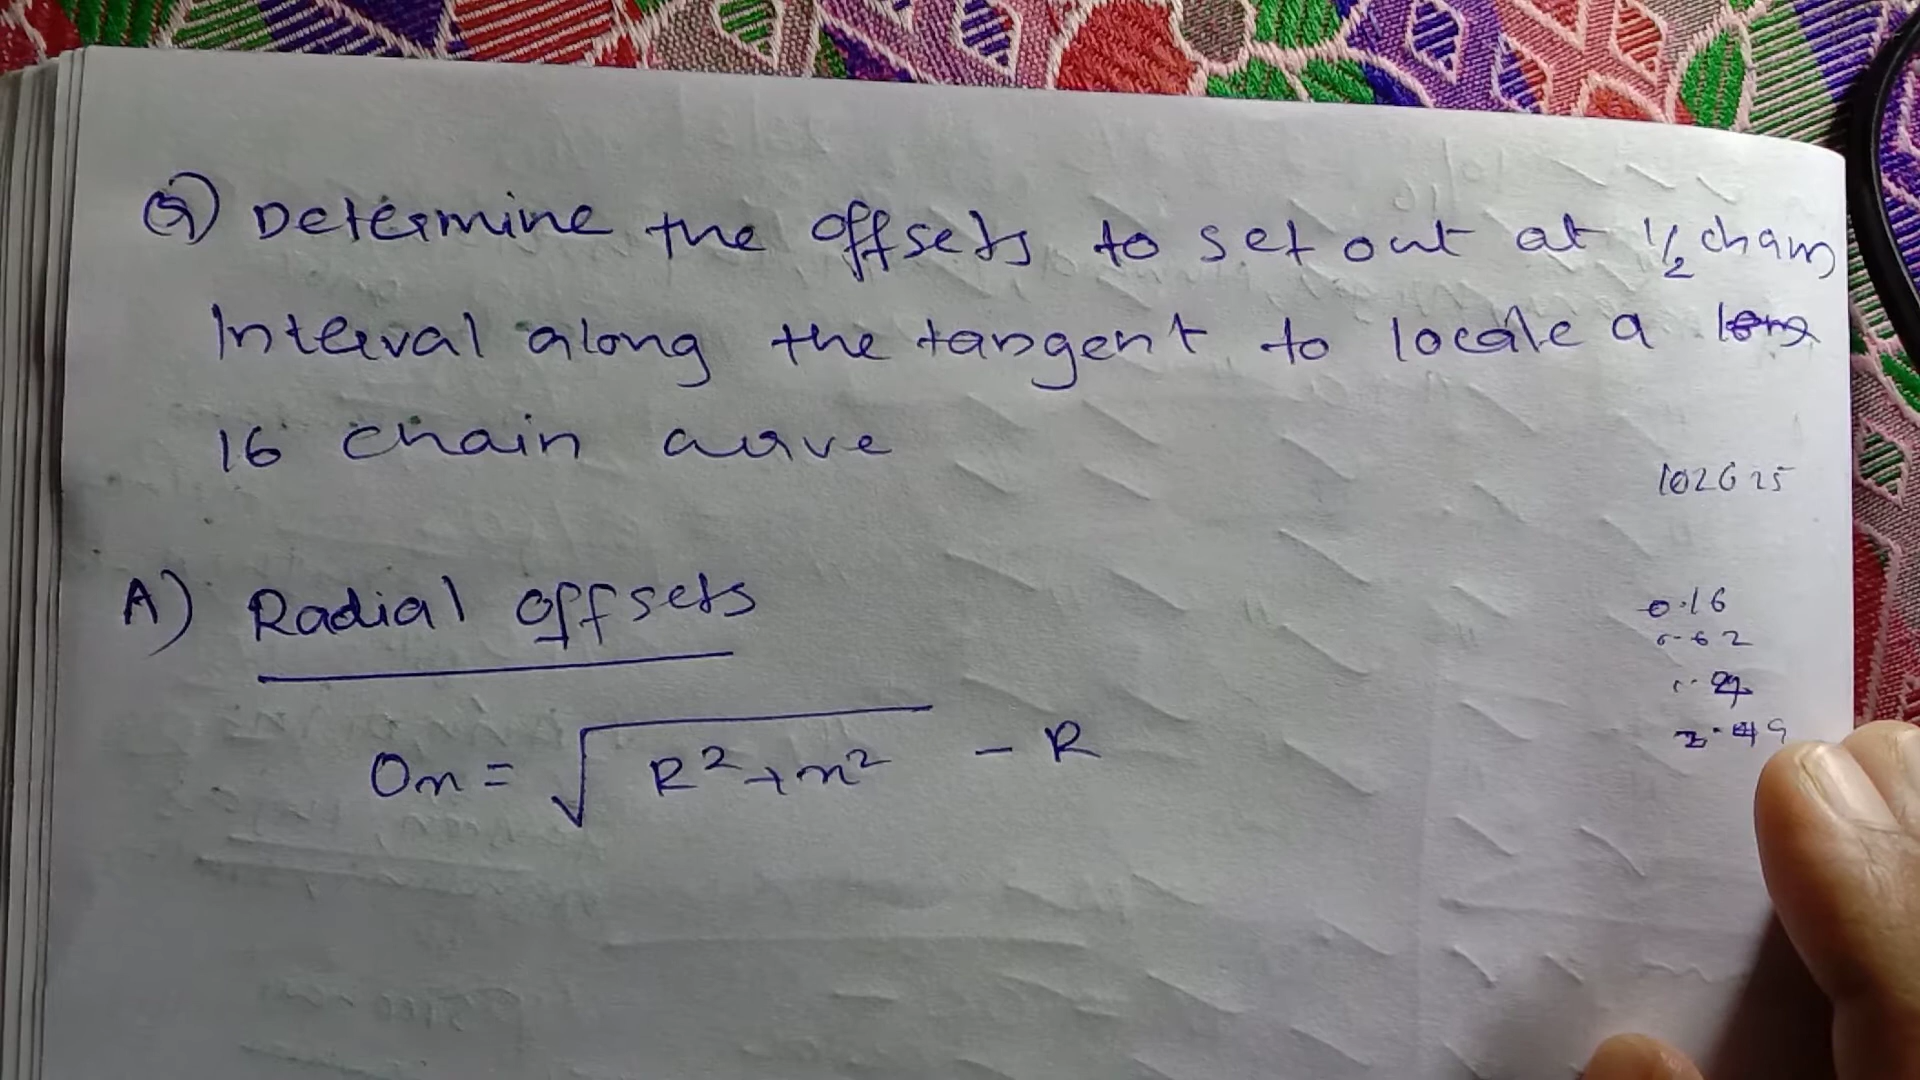 Q) Determine the offsets to set out at 1/2 chain
Interval along the tangent to locate a
16 chain curve
102625
A) Radial offsets
0.16
0.62
Ox = √R²+x² - R